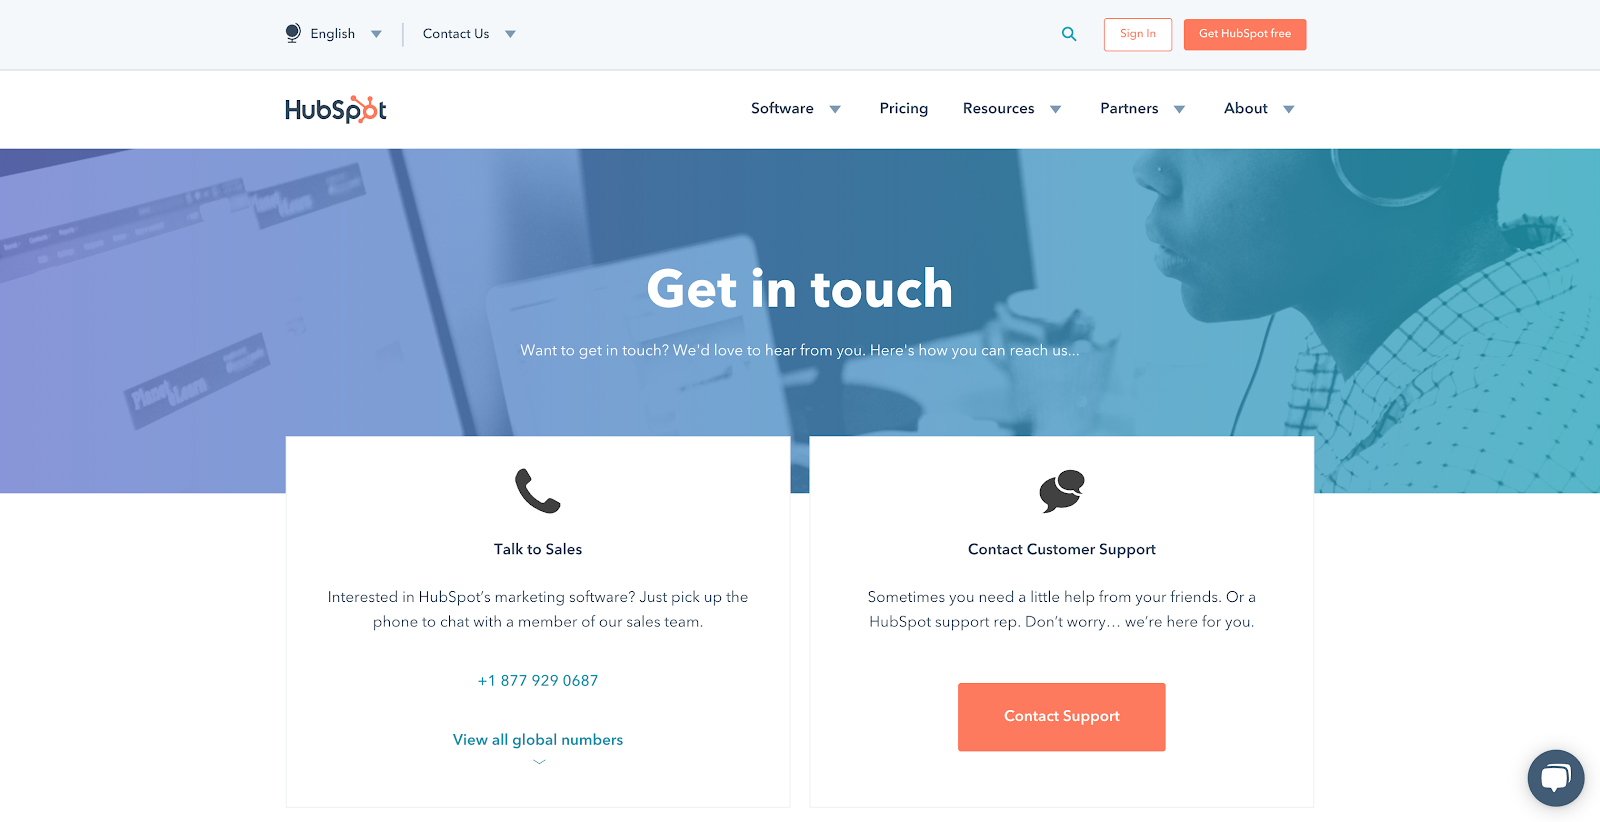 English
Contact Us
Sign In
Get HubSpot free
HubSpot
Software
Pricing
Resources
Partners
About
Get in touch
Want to get in touch? We'd love to hear from you. Here's how you can reach us...
Planet
eLearn
Talk to Sales
Interested in HubSpot’s marketing software? Just pick up the
phone to chat with a member of our sales team.
+1 877 929 0687
View all global numbers
Contact Customer Support
Sometimes you need a little help from your friends. Or a
HubSpot support rep. Don’t worry… we’re here for you.
Contact Support